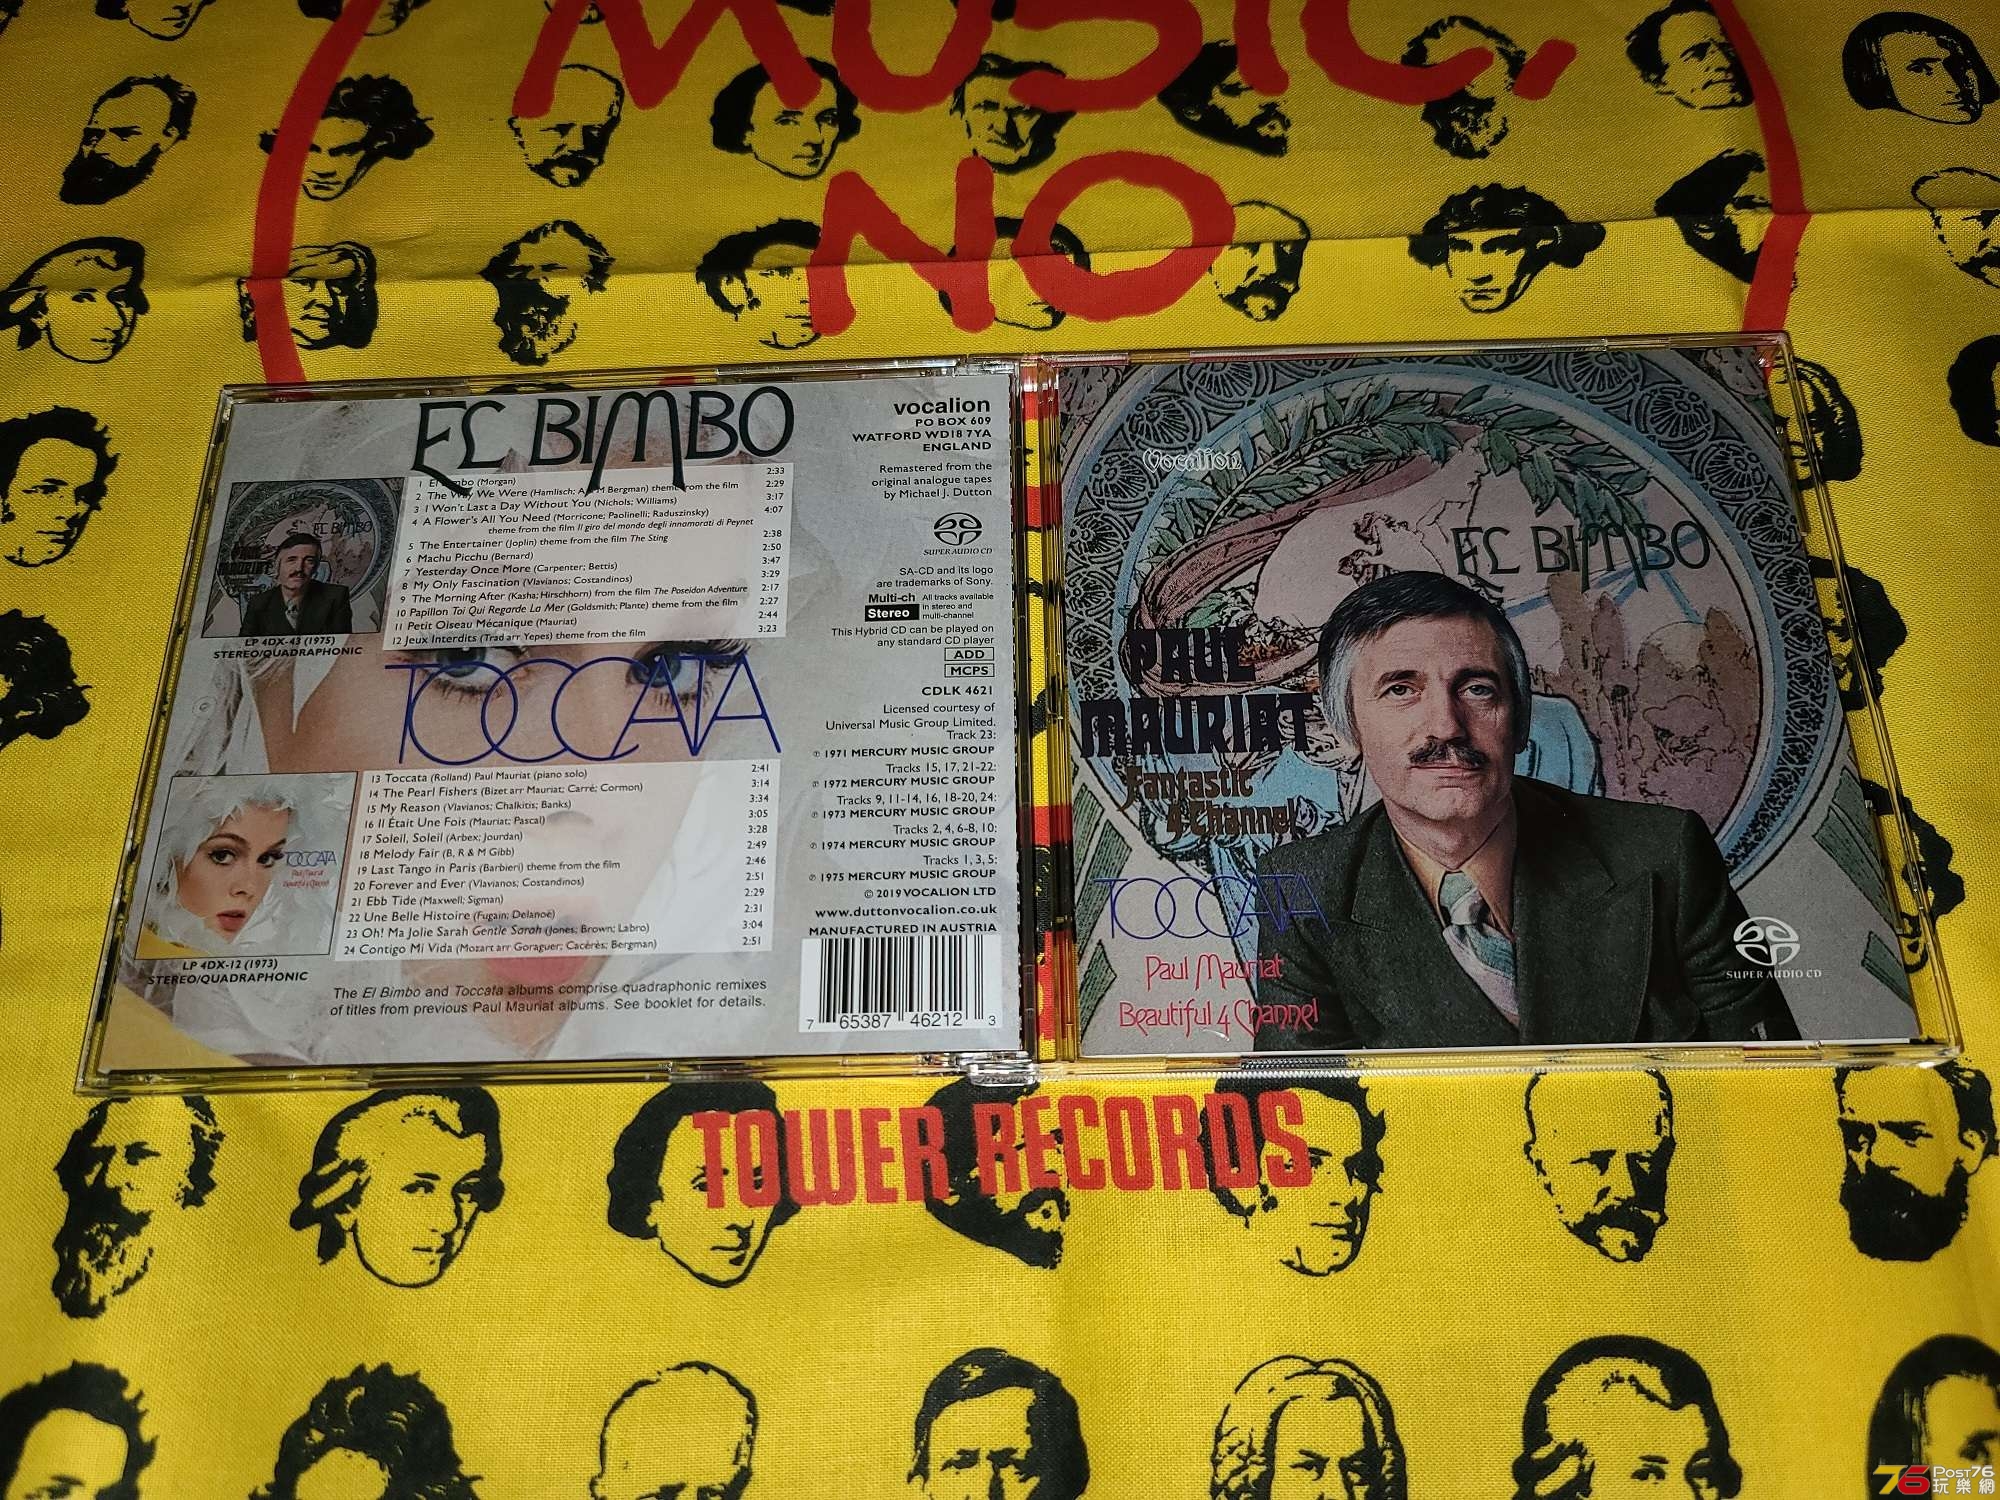 MUSIC,
NO
EL BIMBO
1 El Bimbo (Morgan) 2:33
2 The Way We Were (Hamlisch; A & M Bergman) theme from the film 2:29
3 I Won't Last a Day Without You (Nichols; Williams) 3:17
4 A Flower's All You Need (Morricone; Paolinelli; Raduszinsky) 4:07
theme from the film Il giro del mondo degli innamorati di Peynet
5 The Entertainer (Joplin) theme from the film The Sting 2:38
6 Machu Picchu (Bernard) 2:50
7 Yesterday Once More (Carpenter; Bettis) 3:47
8 My Only Fascination (Vlavianos; Costandinos) 3:29
9 The Morning After (Kasha; Hirschhorn) from the film The Poseidon Adventure 2:17
10 Papillon Toi Qui Regarde La Mer (Goldsmith; Plante) theme from the film 2:27
11 Petit Oiseau Mécanique (Mauriat) 2:44
12 Jeux Interdits (Trad arr Yepes) theme from the film 3:23
EL BIMBO
LP 4DX-43 (1975)
STEREO/QUADRAPHONIC
TOCCATA
13 Toccata (Rolland) Paul Mauriat (piano solo) 2:41
14 The Pearl Fishers (Bizet arr Mauriat; Carré; Cormon) 3:14
15 My Reason (Vlavianos; Chalkitis; Banks) 3:34
16 Il Était Une Fois (Mauriat; Pascal) 3:05
17 Soleil, Soleil (Arbex; Jourdan) 3:28
18 Melody Fair (B, R & M Gibb) 2:49
19 Last Tango in Paris (Barbieri) theme from the film 2:46
20 Forever and Ever (Vlavianos; Costandinos) 2:51
21 Ebb Tide (Maxwell; Sigman) 2:29
22 Une Belle Histoire (Fugain; Delanoë) 2:31
23 Oh! Ma Jolie Sarah Gentle Sarah (Jones; Brown; Labro) 3:04
24 Contigo Mi Vida (Mozart arr Goraguer; Cacérès; Bergman) 2:51
TOCCATA
LP 4DX-12 (1973)
STEREO/QUADRAPHONIC
The El Bimbo and Toccata albums comprise quadraphonic remixes
of titles from previous Paul Mauriat albums. See booklet for details.
vocalion
PO BOX 609
WATFORD WD18 7YA
ENGLAND
Remastered from the
original analogue tapes
by Michael J. Dutton
SUPER AUDIO CD
SA-CD and its logo
are trademarks of Sony.
Multi-ch
Stereo
All tracks available
in stereo and
multi-channel
This Hybrid CD can be played on
any standard CD player
ADD
MCPS
CDLK 4621
Licensed courtesy of
Universal Music Group Limited.
Track 23:
℗ 1971 MERCURY MUSIC GROUP
Tracks 15, 17, 21-22:
℗ 1972 MERCURY MUSIC GROUP
Tracks 9, 11-14, 16, 18-20, 24:
℗ 1973 MERCURY MUSIC GROUP
Tracks 2, 4, 6-8, 10:
℗ 1974 MERCURY MUSIC GROUP
Tracks 1, 3, 5:
℗ 1975 MERCURY MUSIC GROUP
© 2019 VOCALION LTD
www.duttonvocalion.co.uk
MANUFACTURED IN AUSTRIA
7 65387 46212 3
Vocalion
EL BIMBO
PAUL
MAURIAT
Fantastic
4 Channel
TOCCATA
Paul Mauriat
Beautiful 4 Channel
SUPER AUDIO CD
TOWER RECORDS
76 POST76
玩樂網